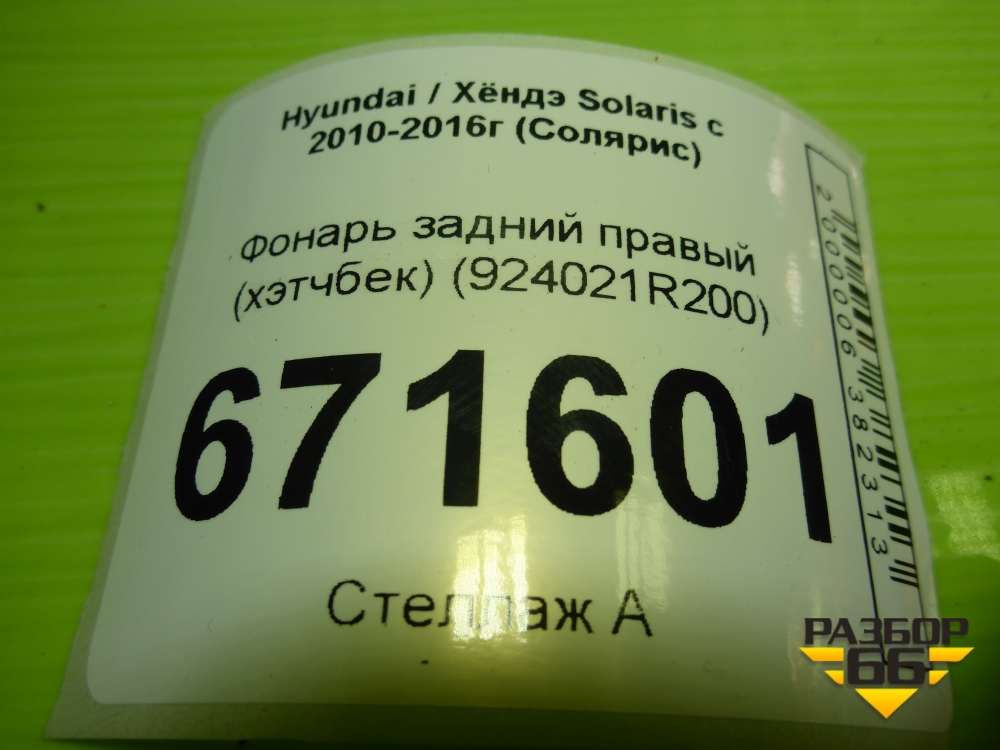 Hyundai / Хёндэ Solaris с
2010-2016г (Солярис)
Фонарь задний правый
(хэтчбек) (924021R200)
671601
Стеллаж А
2000006382313
РАЗБОР
66